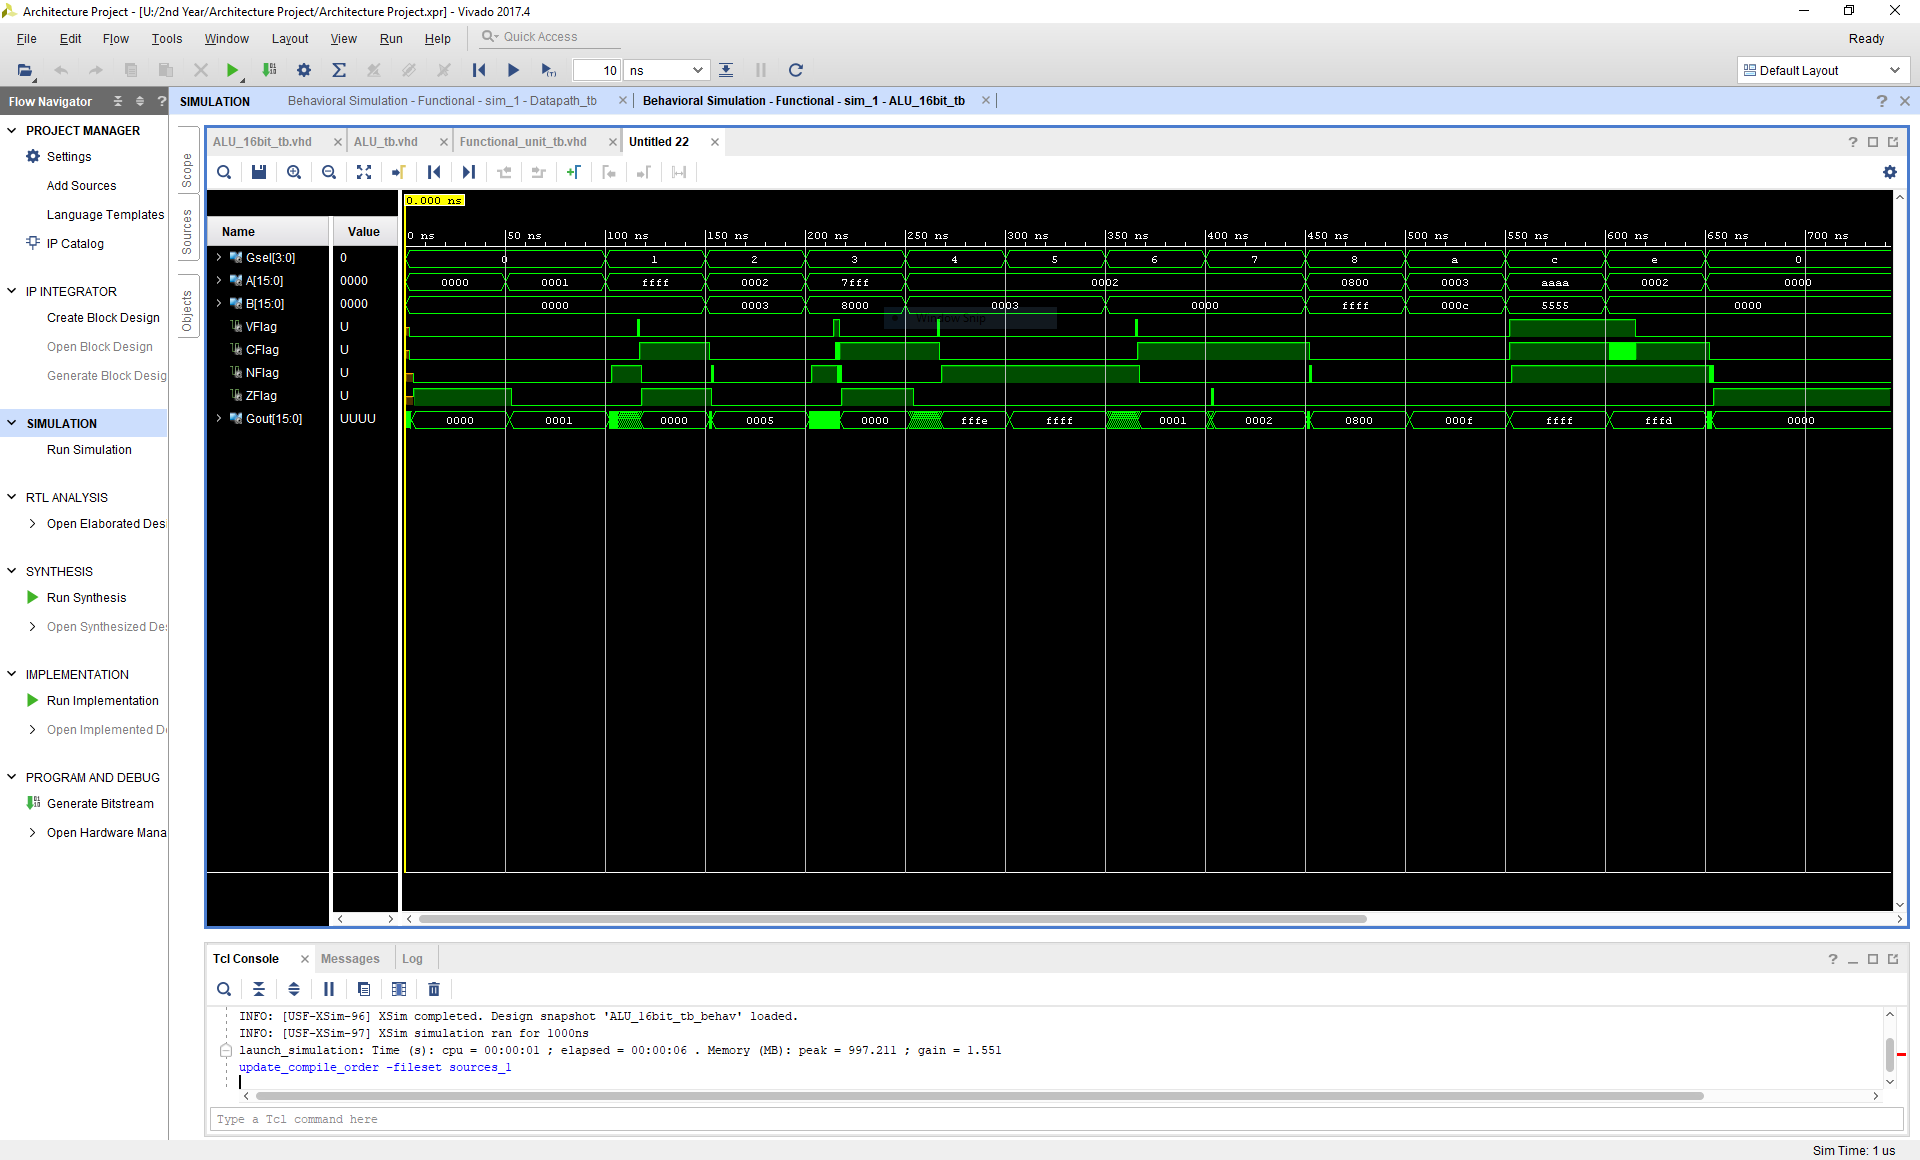 Architecture Project - [U:/2nd Year/Architecture Project/Architecture Project.xpr] - Vivado 2017.4
File Edit Flow Tools Window Layout View Run Help Quick Access Ready
10 ns Default Layout
Flow Navigator ? SIMULATION Behavioral Simulation - Functional - sim_1 - Datapath_tb Behavioral Simulation - Functional - sim_1 - ALU_16bit_tb ?
PROJECT MANAGER
Settings
Add Sources
Language Templates
IP Catalog
IP INTEGRATOR
Create Block Design
Open Block Design
Generate Block Desig
SIMULATION
Run Simulation
RTL ANALYSIS
Open Elaborated Des
SYNTHESIS
Run Synthesis
Open Synthesized De
IMPLEMENTATION
Run Implementation
Open Implemented D
PROGRAM AND DEBUG
Generate Bitstream
Open Hardware Mana
Scope
Sources
Objects
ALU_16bit_tb.vhd ALU_tb.vhd Functional_unit_tb.vhd Untitled 22 ?
0.000 ns
Name Value 0 ns 50 ns 100 ns 150 ns 200 ns 250 ns 300 ns 350 ns 400 ns 450 ns 500 ns 550 ns 600 ns 650 ns 700 ns
Gsel[3:0] 0 0 1 2 3 4 5 6 7 8 a c e 0
A[15:0] 0000 0000 0001 ffff 0002 7fff 0002 0800 0003 aaaa 0002 0000
B[15:0] 0000 0000 0003 8000 0003 0000 ffff 000c 5555 0000
VFlag U Window Snip
CFlag U
NFlag U
ZFlag U
Gout[15:0] UUUU 0000 0001 0000 0005 0000 fffe ffff 0001 0002 0800 000f ffff fffd 0000
Tcl Console Messages Log ?
INFO: [USF-XSim-96] XSim completed. Design snapshot 'ALU_16bit_tb_behav' loaded.
INFO: [USF-XSim-97] XSim simulation ran for 1000ns
launch_simulation: Time (s): cpu = 00:00:01 ; elapsed = 00:00:06 . Memory (MB): peak = 997.211 ; gain = 1.551
update_compile_order -fileset sources_1
Type a Tcl command here
Sim Time: 1 us